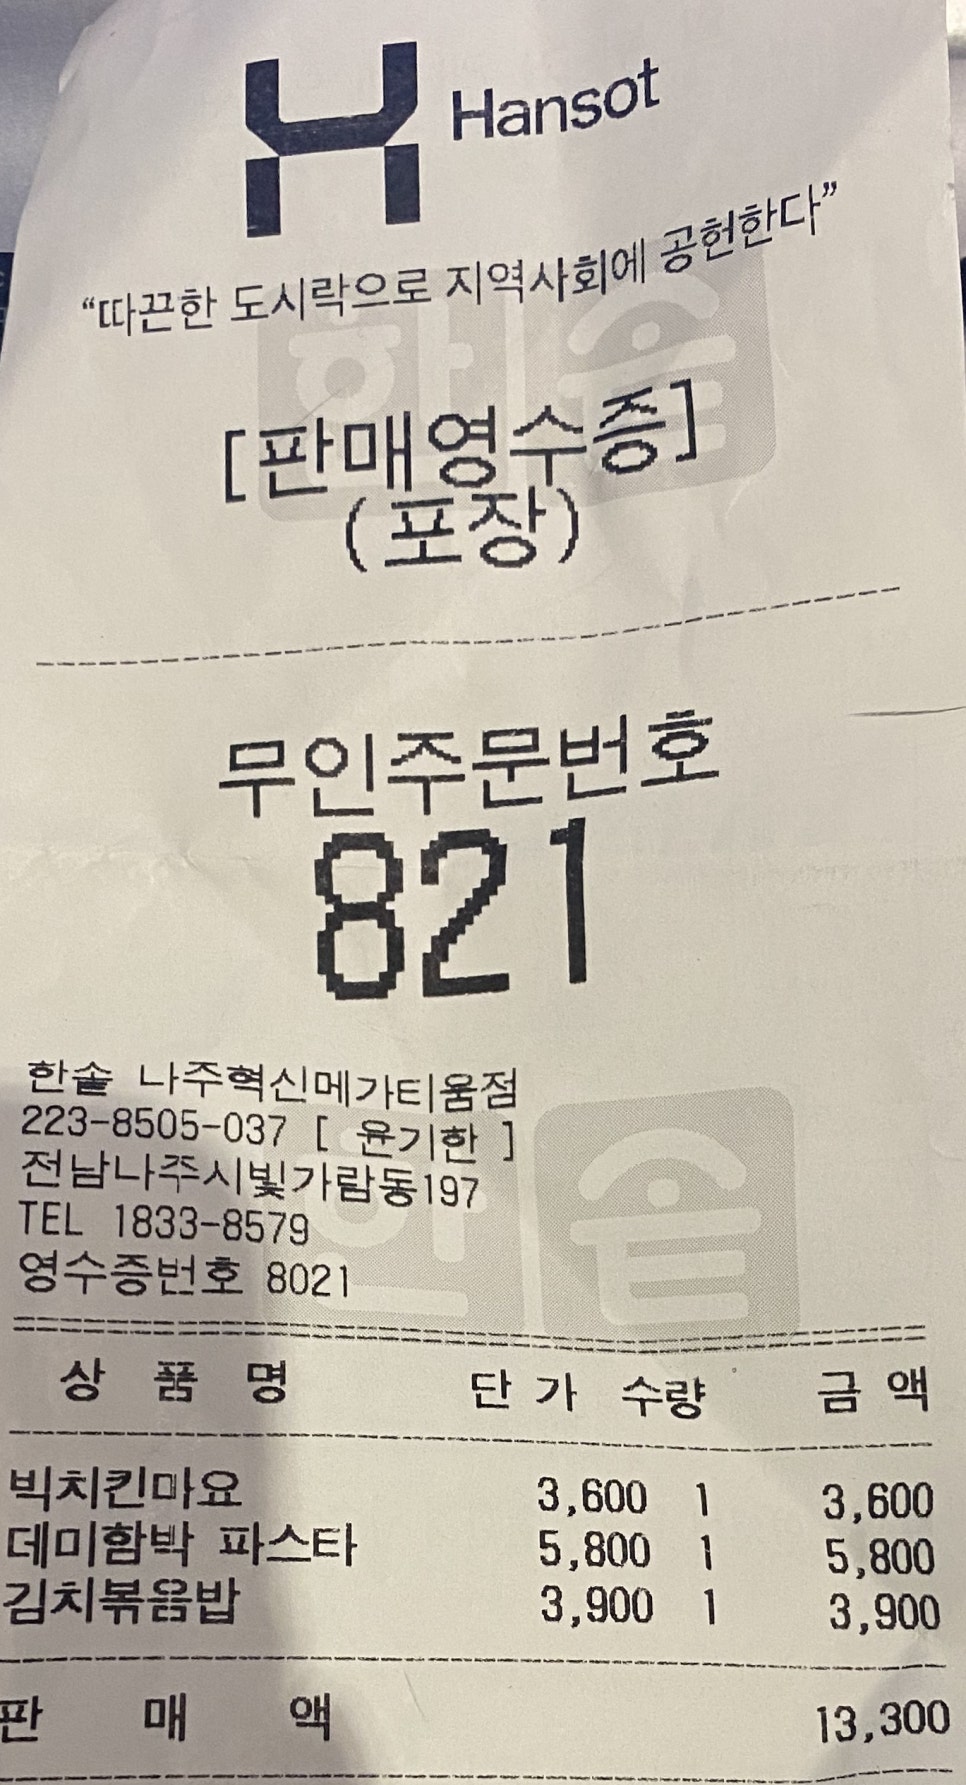 Hansot
“따끈한 도시락으로 지역사회에 공헌한다”
[판매영수증]
(포장)
무인주문번호
821
한솥 나주혁신메가티움점
223-8505-037 [ 윤기한 ]
전남나주시빛가람동197
TEL 1833-8579
영수증번호 8021
상 품 명 단 가 수량 금 액
빅치킨마요 3,600 1 3,600
데미함박 파스타 5,800 1 5,800
김치볶음밥 3,900 1 3,900
판 매 액 13,300